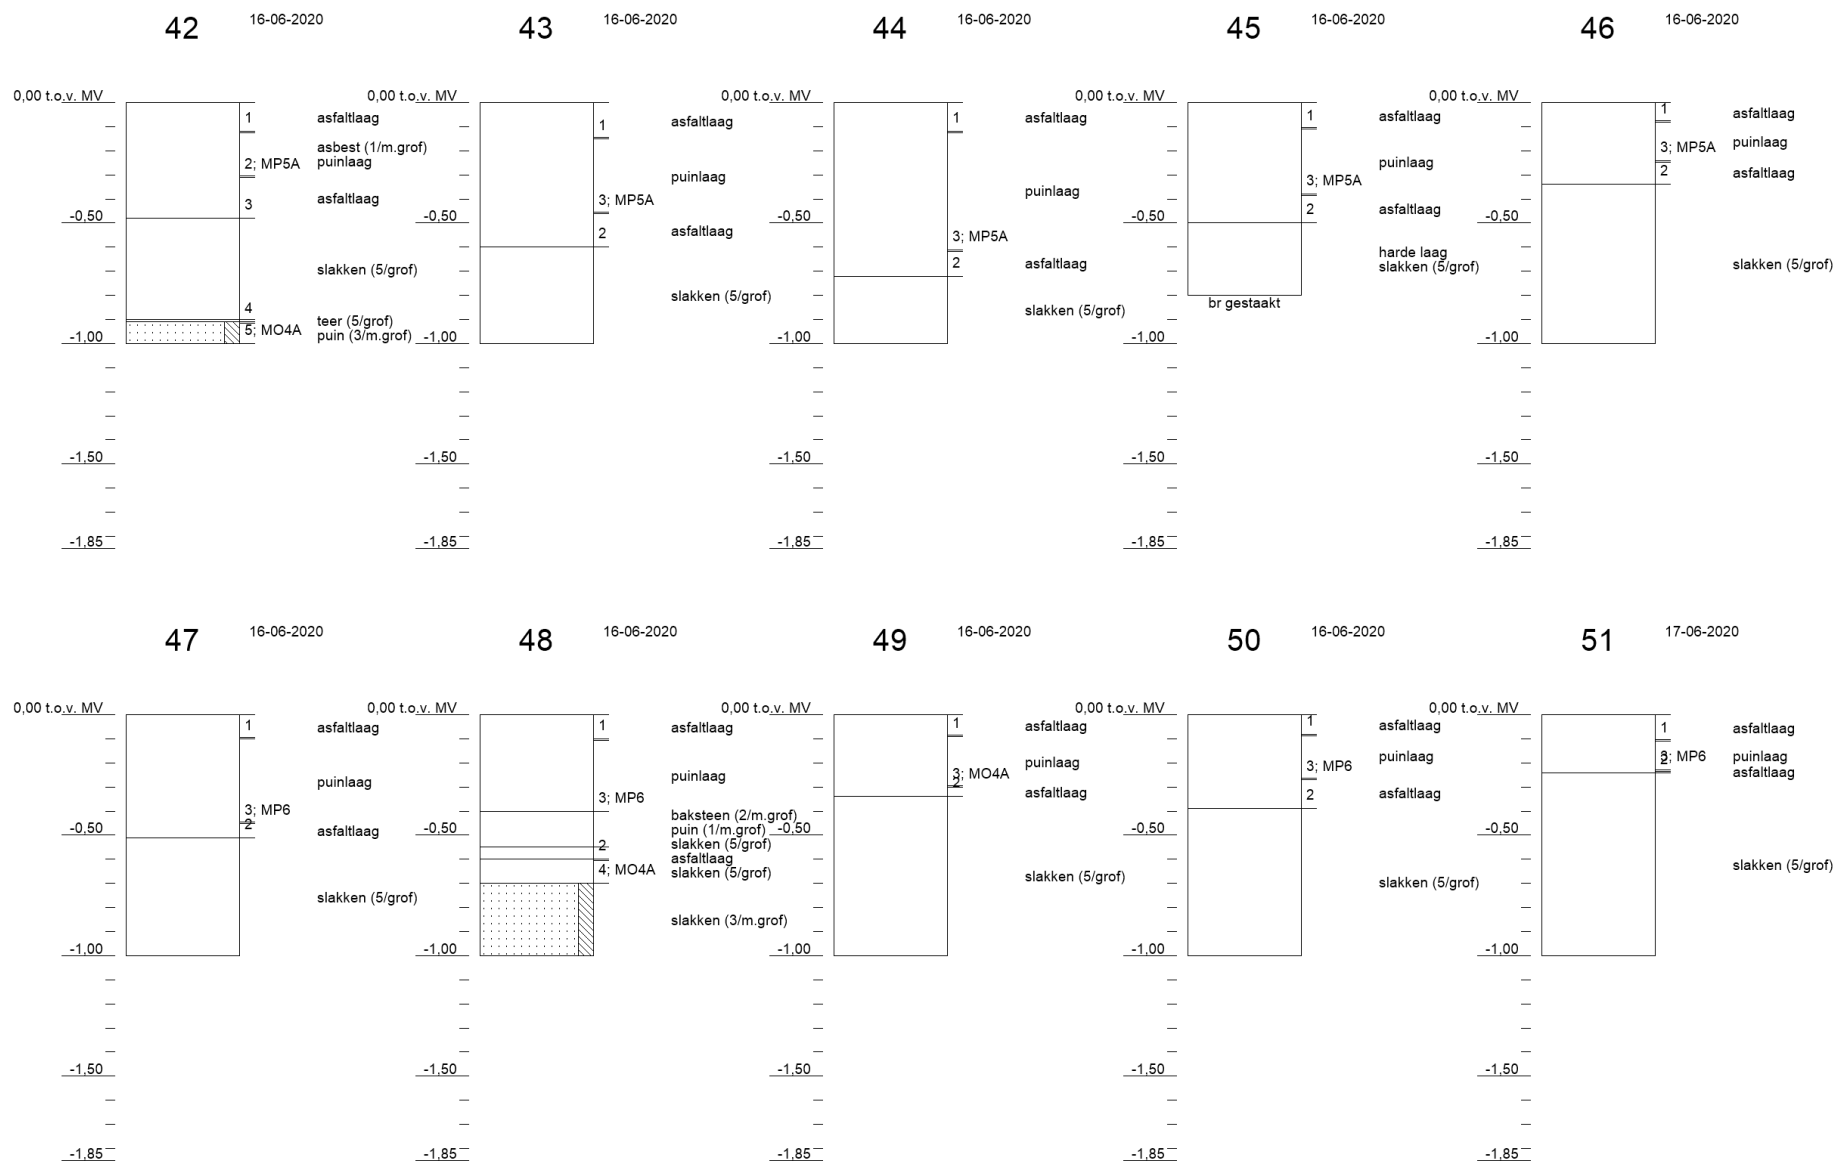 42 16-06-2020
0,00 t.o.v. MV
1
asfaltlaag
asbest (1/m.grof)
2; MP5A
puinlaag
3
asfaltlaag
-0,50
slakken (5/grof)
4
teer (5/grof)
5; MO4A
puin (3/m.grof)
-1,00
-1,50
-1,85
43 16-06-2020
0,00 t.o.v. MV
1
asfaltlaag
puinlaag
3; MP5A
-0,50
2
asfaltlaag
slakken (5/grof)
-1,00
-1,50
-1,85
44 16-06-2020
0,00 t.o.v. MV
1
asfaltlaag
puinlaag
-0,50
3; MP5A
2
asfaltlaag
slakken (5/grof)
-1,00
-1,50
-1,85
45 16-06-2020
0,00 t.o.v. MV
1
asfaltlaag
puinlaag
3; MP5A
2
asfaltlaag
-0,50
harde laag
slakken (5/grof)
br gestaakt
-1,00
-1,50
-1,85
46 16-06-2020
0,00 t.o.v. MV
1
asfaltlaag
puinlaag
3; MP5A
2
asfaltlaag
-0,50
slakken (5/grof)
-1,00
-1,50
-1,85
47 16-06-2020
0,00 t.o.v. MV
1
asfaltlaag
puinlaag
3; MP6
2
asfaltlaag
-0,50
slakken (5/grof)
-1,00
-1,50
-1,85
48 16-06-2020
0,00 t.o.v. MV
1
asfaltlaag
puinlaag
3; MP6
baksteen (2/m.grof)
puin (1/m.grof)
-0,50
slakken (5/grof)
2
asfaltlaag
4; MO4A
slakken (5/grof)
slakken (3/m.grof)
-1,00
-1,50
-1,85
49 16-06-2020
0,00 t.o.v. MV
1
asfaltlaag
puinlaag
3; MO4A
2
asfaltlaag
-0,50
slakken (5/grof)
-1,00
-1,50
-1,85
50 16-06-2020
0,00 t.o.v. MV
1
asfaltlaag
puinlaag
3; MP6
2
asfaltlaag
-0,50
slakken (5/grof)
-1,00
-1,50
-1,85
51 17-06-2020
0,00 t.o.v. MV
1
asfaltlaag
3; MP6
puinlaag
2
asfaltlaag
-0,50
slakken (5/grof)
-1,00
-1,50
-1,85